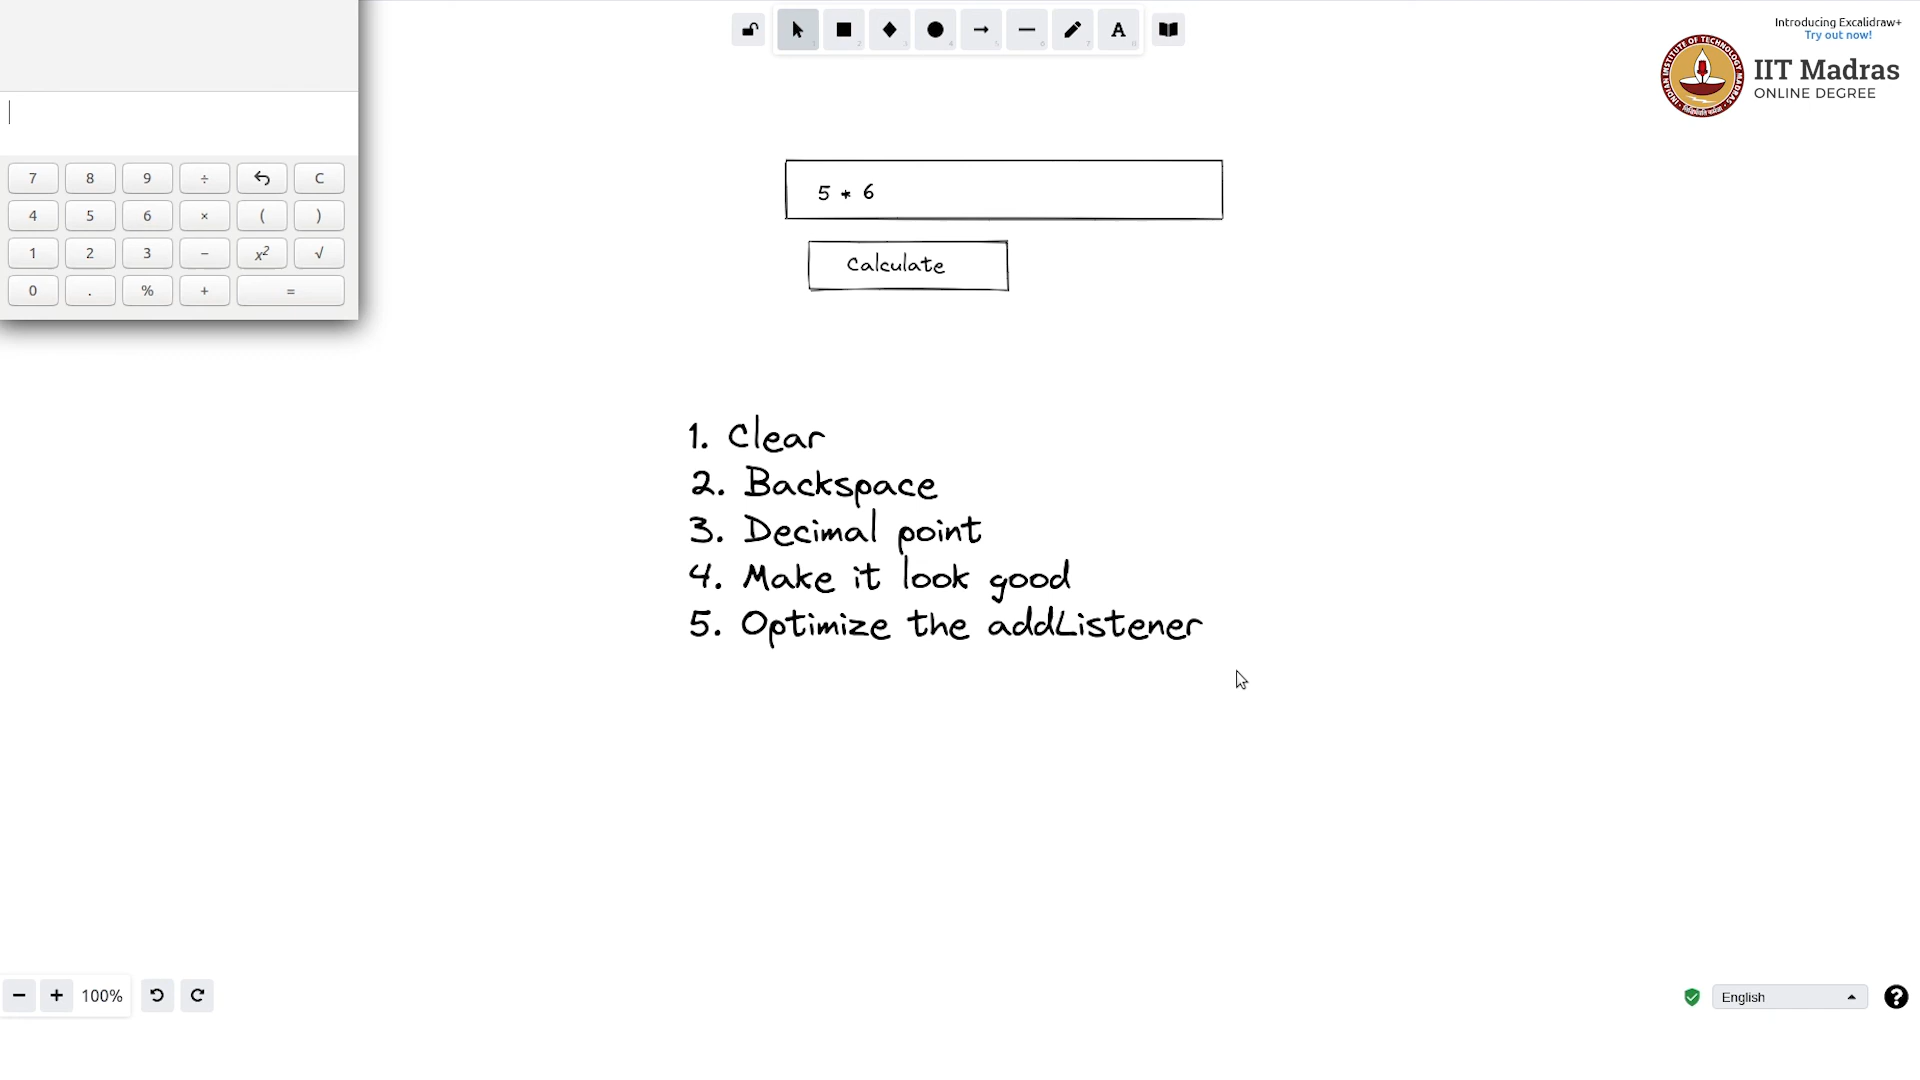 Introducing Excalidraw+
Try out now!
IIT Madras
ONLINE DEGREE
A
7 8 9 ÷ C
4 5 6 × ( )
1 2 3 − x² √
0 . % + =
5 * 6
Calculate
1. Clear
2. Backspace
3. Decimal point
4. Make it look good
5. Optimize the addListener
− + 100%
English
?